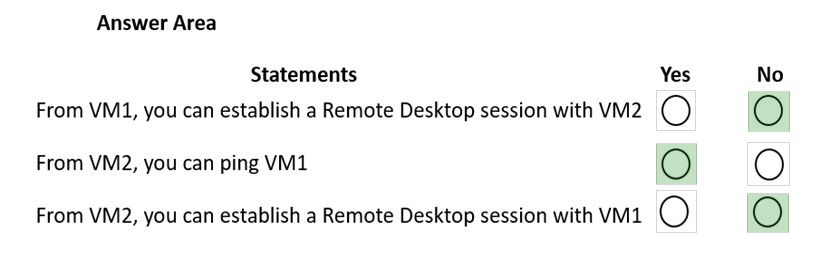 Answer Area
Statements Yes No
From VM1, you can establish a Remote Desktop session with VM2
From VM2, you can ping VM1
From VM2, you can establish a Remote Desktop session with VM1